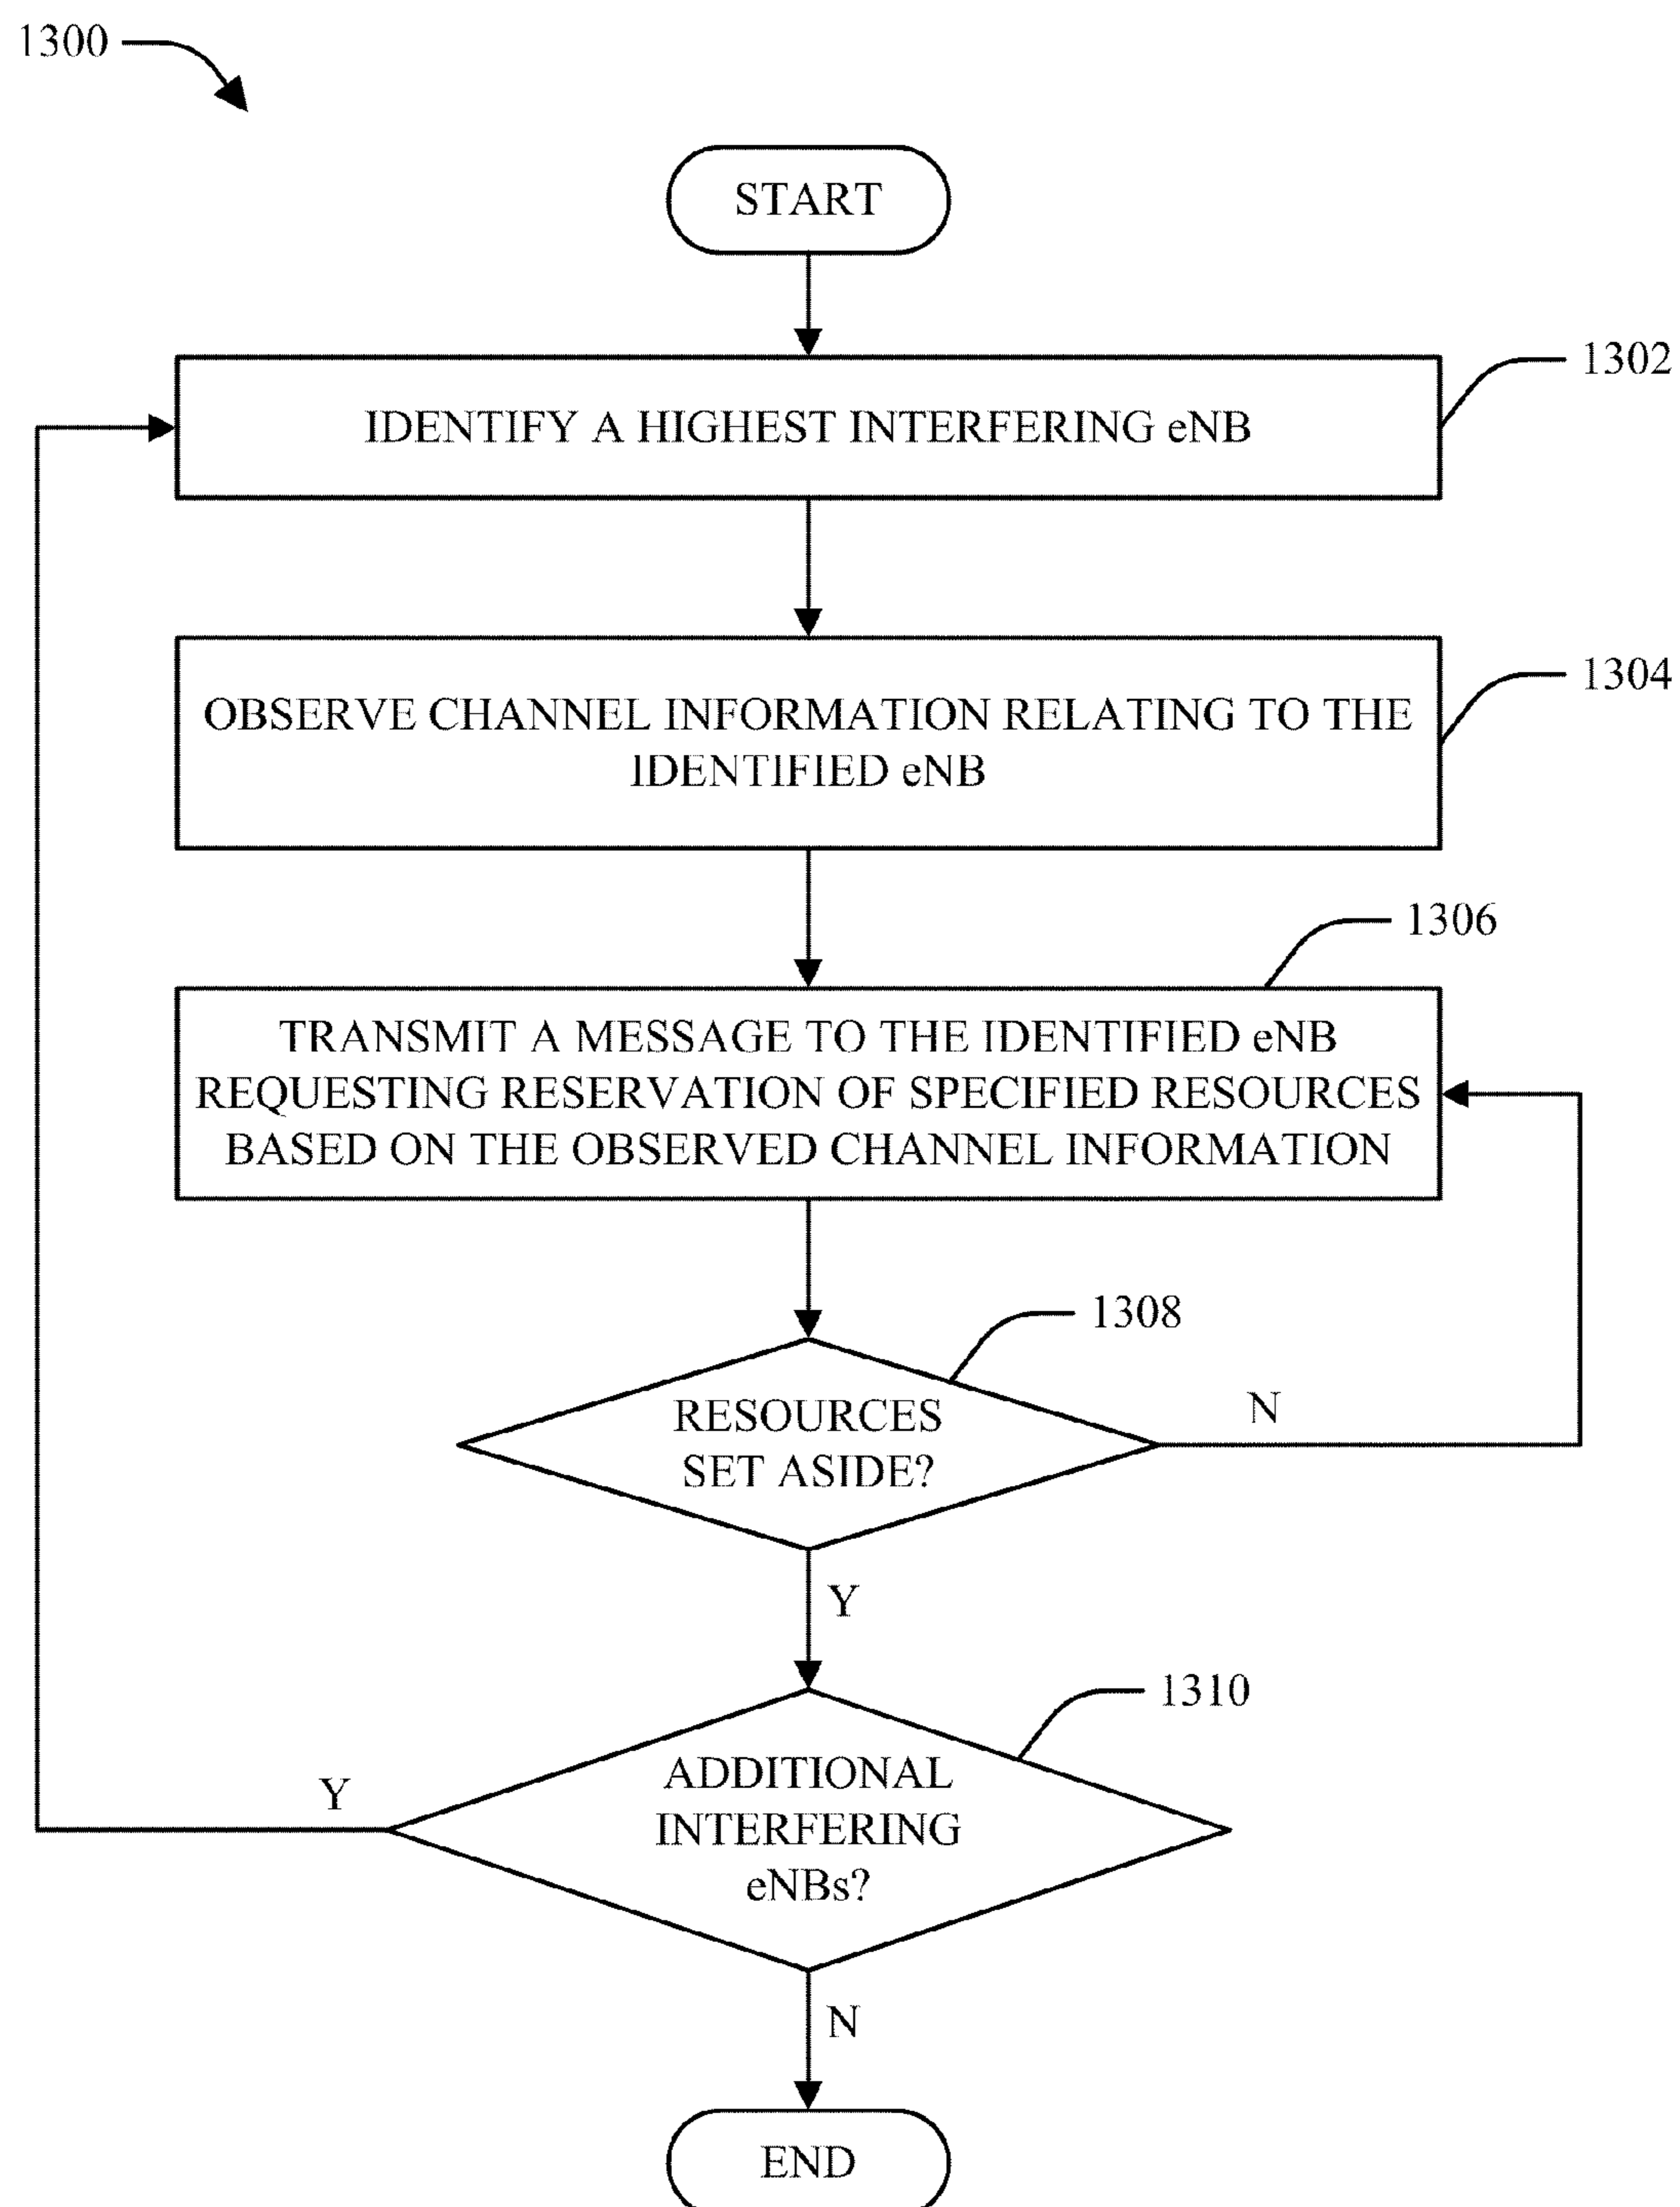 1300
START
1302
IDENTIFY A HIGHEST INTERFERING eNB
1304
OBSERVE CHANNEL INFORMATION RELATING TO THE
IDENTIFIED eNB
1306
TRANSMIT A MESSAGE TO THE IDENTIFIED eNB
REQUESTING RESERVATION OF SPECIFIED RESOURCES
BASED ON THE OBSERVED CHANNEL INFORMATION
1308
RESOURCES
SET ASIDE?
N
Y
1310
ADDITIONAL
INTERFERING
eNBs?
Y
N
END